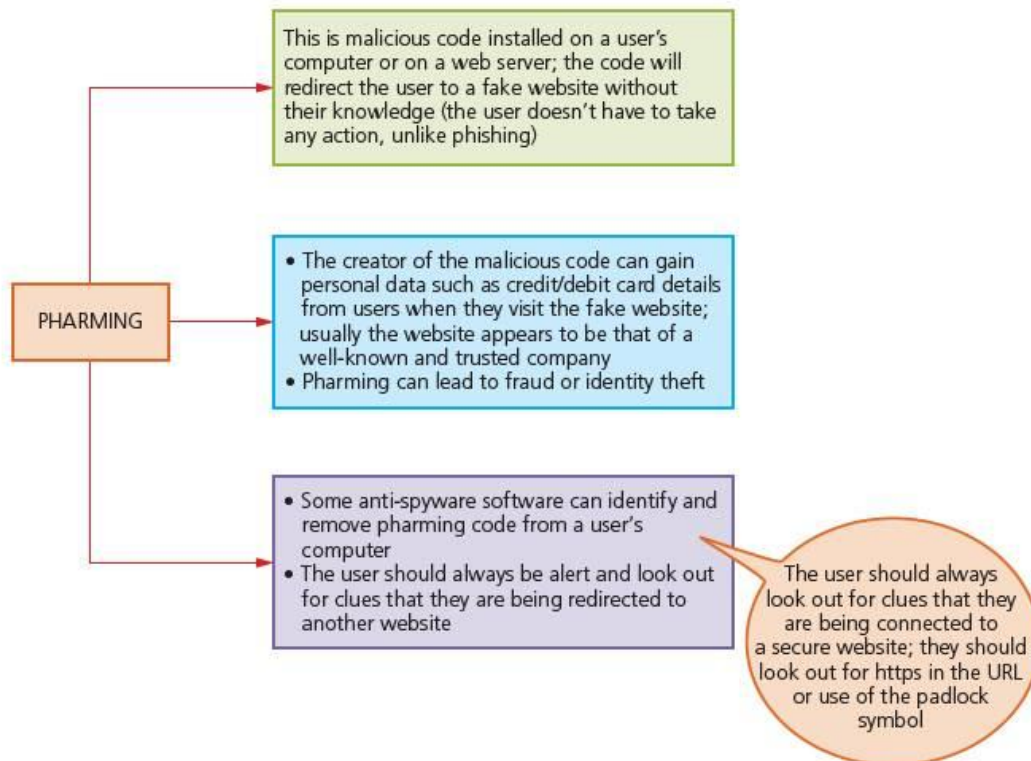 This is malicious code installed on a user's
computer or on a web server; the code will
redirect the user to a fake website without
their knowledge (the user doesn't have to take
any action, unlike phishing)
PHARMING
• The creator of the malicious code can gain
personal data such as credit/debit card details
from users when they visit the fake website;
usually the website appears to be that of a
well-known and trusted company
• Pharming can lead to fraud or identity theft
• Some anti-spyware software can identify and
remove pharming code from a user's
computer
• The user should always be alert and look out
for clues that they are being redirected to
another website
The user should always
look out for clues that they
are being connected to
a secure website; they should
look out for https in the URL
or use of the padlock
symbol